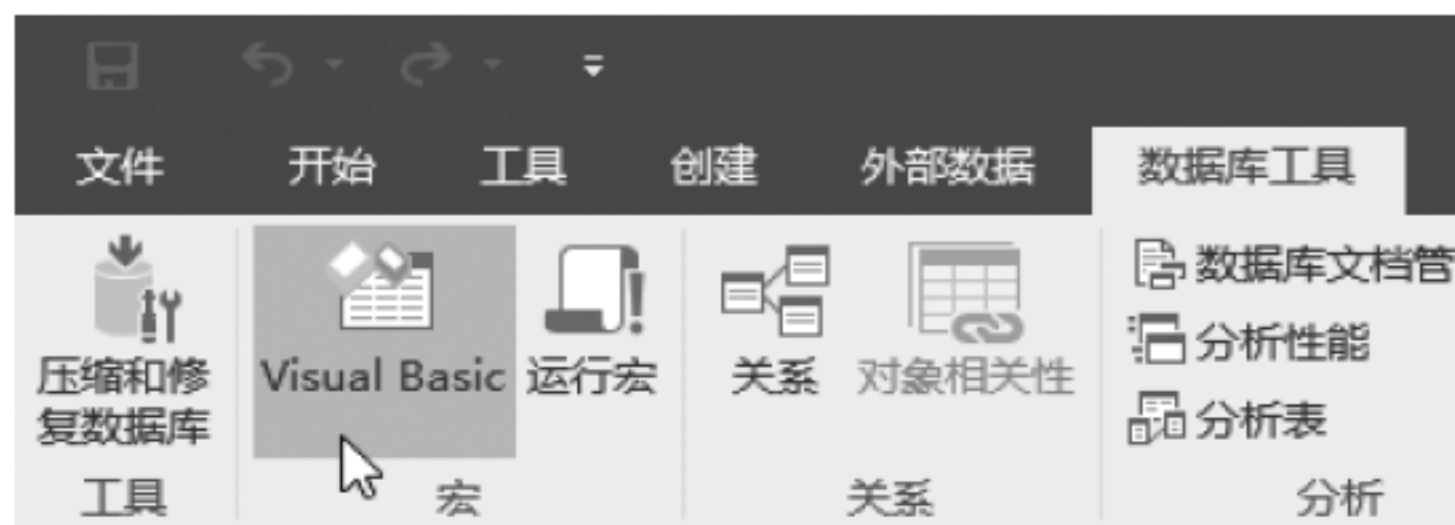 文件 开始 工具 创建 外部数据 数据库工具
压缩和修
复数据库
Visual Basic
运行宏
关系
对象相关性
数据库文档管
分析性能
分析表
工具 宏 关系 分析